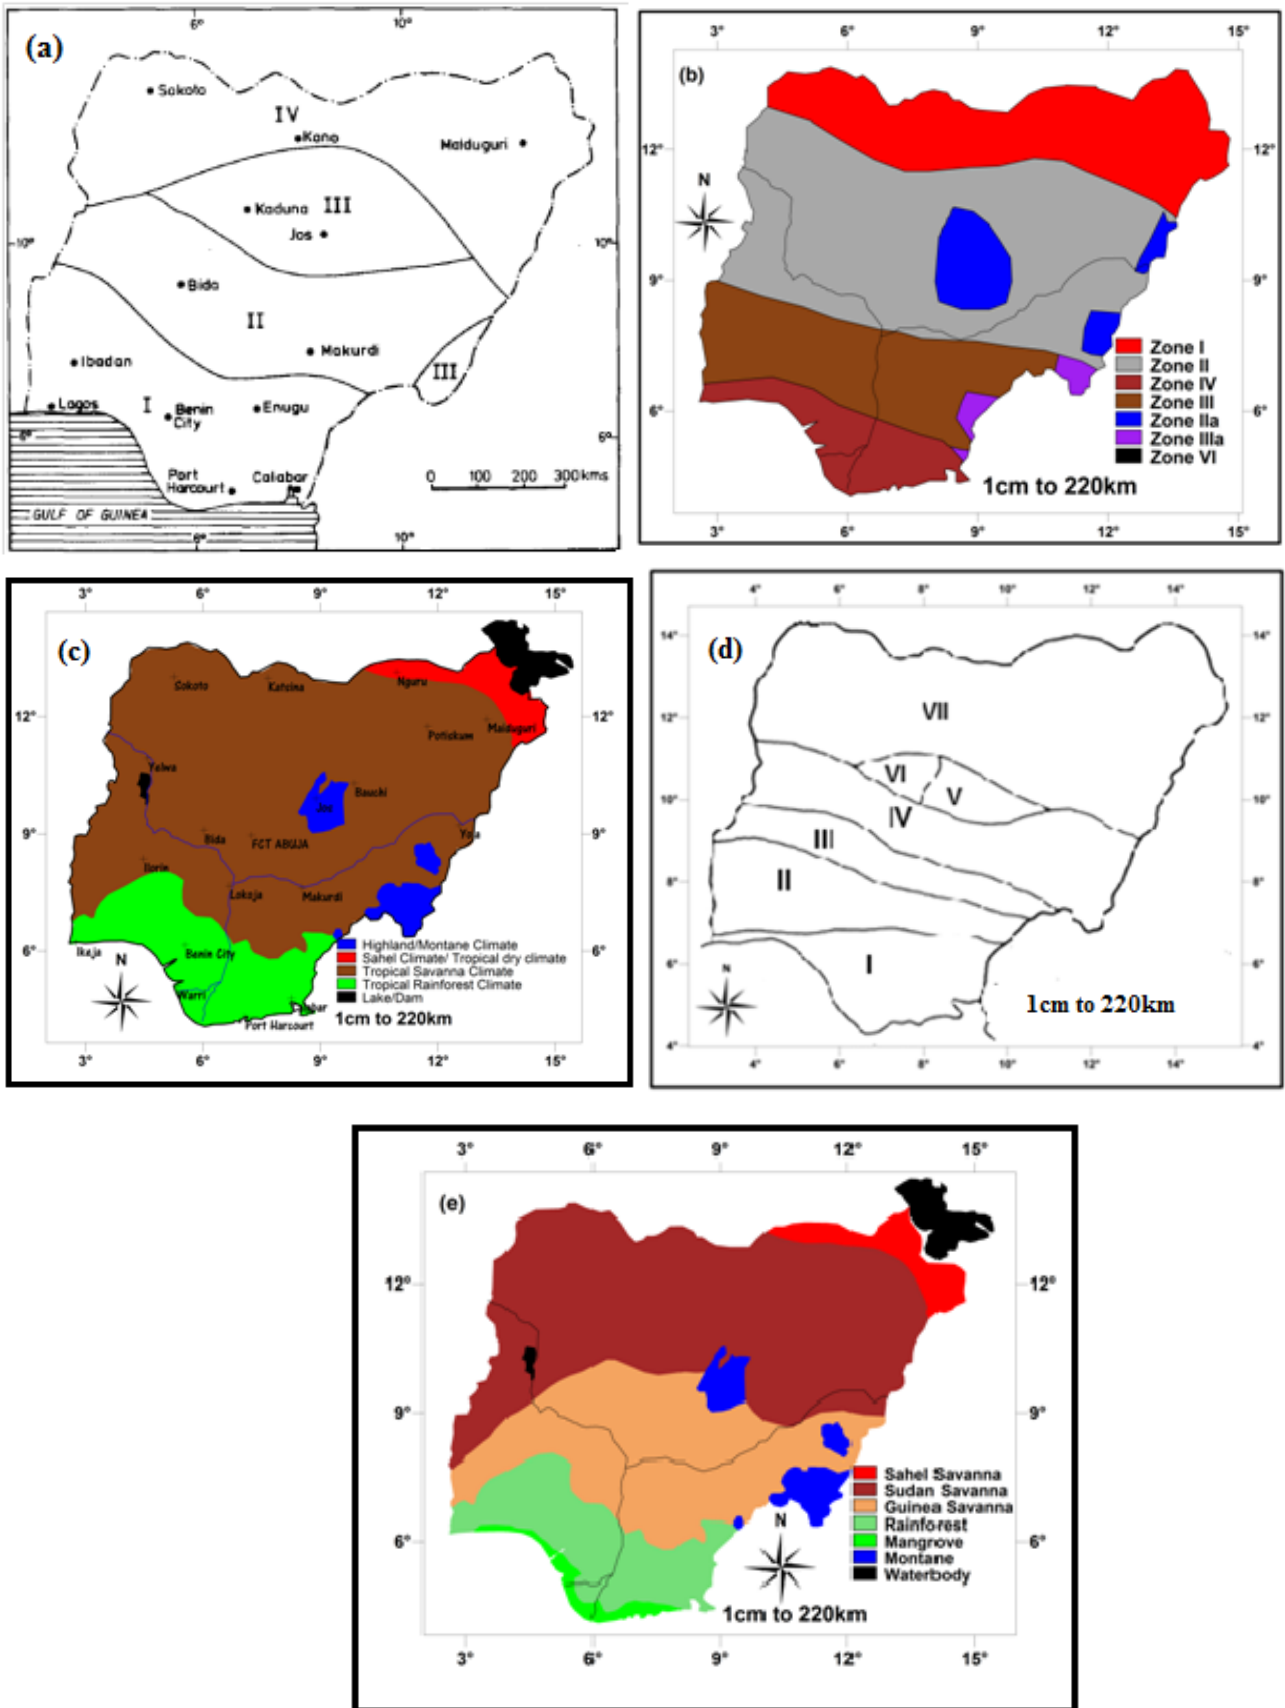 6° 10°
(a)
Sokoto
IV
Kano
Maiduguri
Kaduna
III
Jos
10° 10°
Bida
II
Makurdi
Ibadan
III
Lagos
I
Benin
City
Enugu
6° 6°
Port
Harcourt
Calabar
0 100 200 300 kms
GULF OF GUINEA
6° 10°
3° 6° 9° 12° 15°
(b)
12° 12°
N
9° 9°
Zone I
Zone II
Zone IV
6° 6°
Zone III
Zone IIa
Zone IIIa
Zone VI
1cm to 220km
3° 6° 9° 12° 15°
3° 6° 9° 12° 15°
(c)
Sokoto
Katsina
Nguru
12° 12°
Potiskum
Maiduguri
Yelwa
Jos
Bauchi
9° 9°
Bida
FCT ABUJA
Yola
Ilorin
Lokoja
Makurdi
6° 6°
Ikeja
Benin City
N
Highland/Montane Climate
Sahel Climate/ Tropical dry climate
Tropical Savanna Climate
Tropical Rainforest Climate
Lake/Dam
Warri
Calabar
Port Harcourt
1cm to 220km
3° 6° 9° 12° 15°
4° 6° 8° 10° 12° 14°
14° 14°
(d)
12° 12°
VII
VI
V
10° 10°
IV
III
8° 8°
II
6° 6°
I
N
1cm to 220km
4° 4°
4° 6° 8° 10° 12° 14°
3° 6° 9° 12° 15°
(e)
12° 12°
9° 9°
Sahel Savanna
Sudan Savanna
Guinea Savanna
Rainforest
Mangrove
Montane
Waterbody
6° 6°
N
1cm to 220km
3° 6° 9° 12° 15°